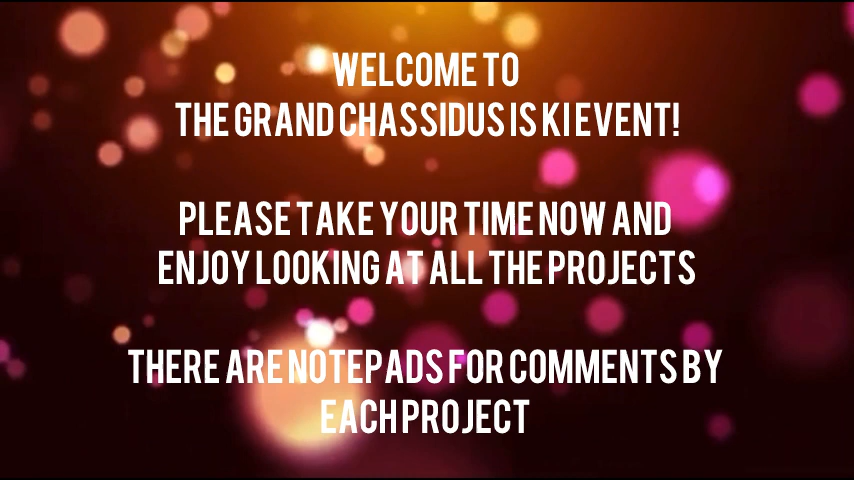 WELCOME TO
THE GRAND CHASSIDUS IS KI EVENT!
PLEASE TAKE YOUR TIME NOW AND
ENJOY LOOKING AT ALL THE PROJECTS
THERE ARE NOTEPADS FOR COMMENTS BY
EACH PROJECT